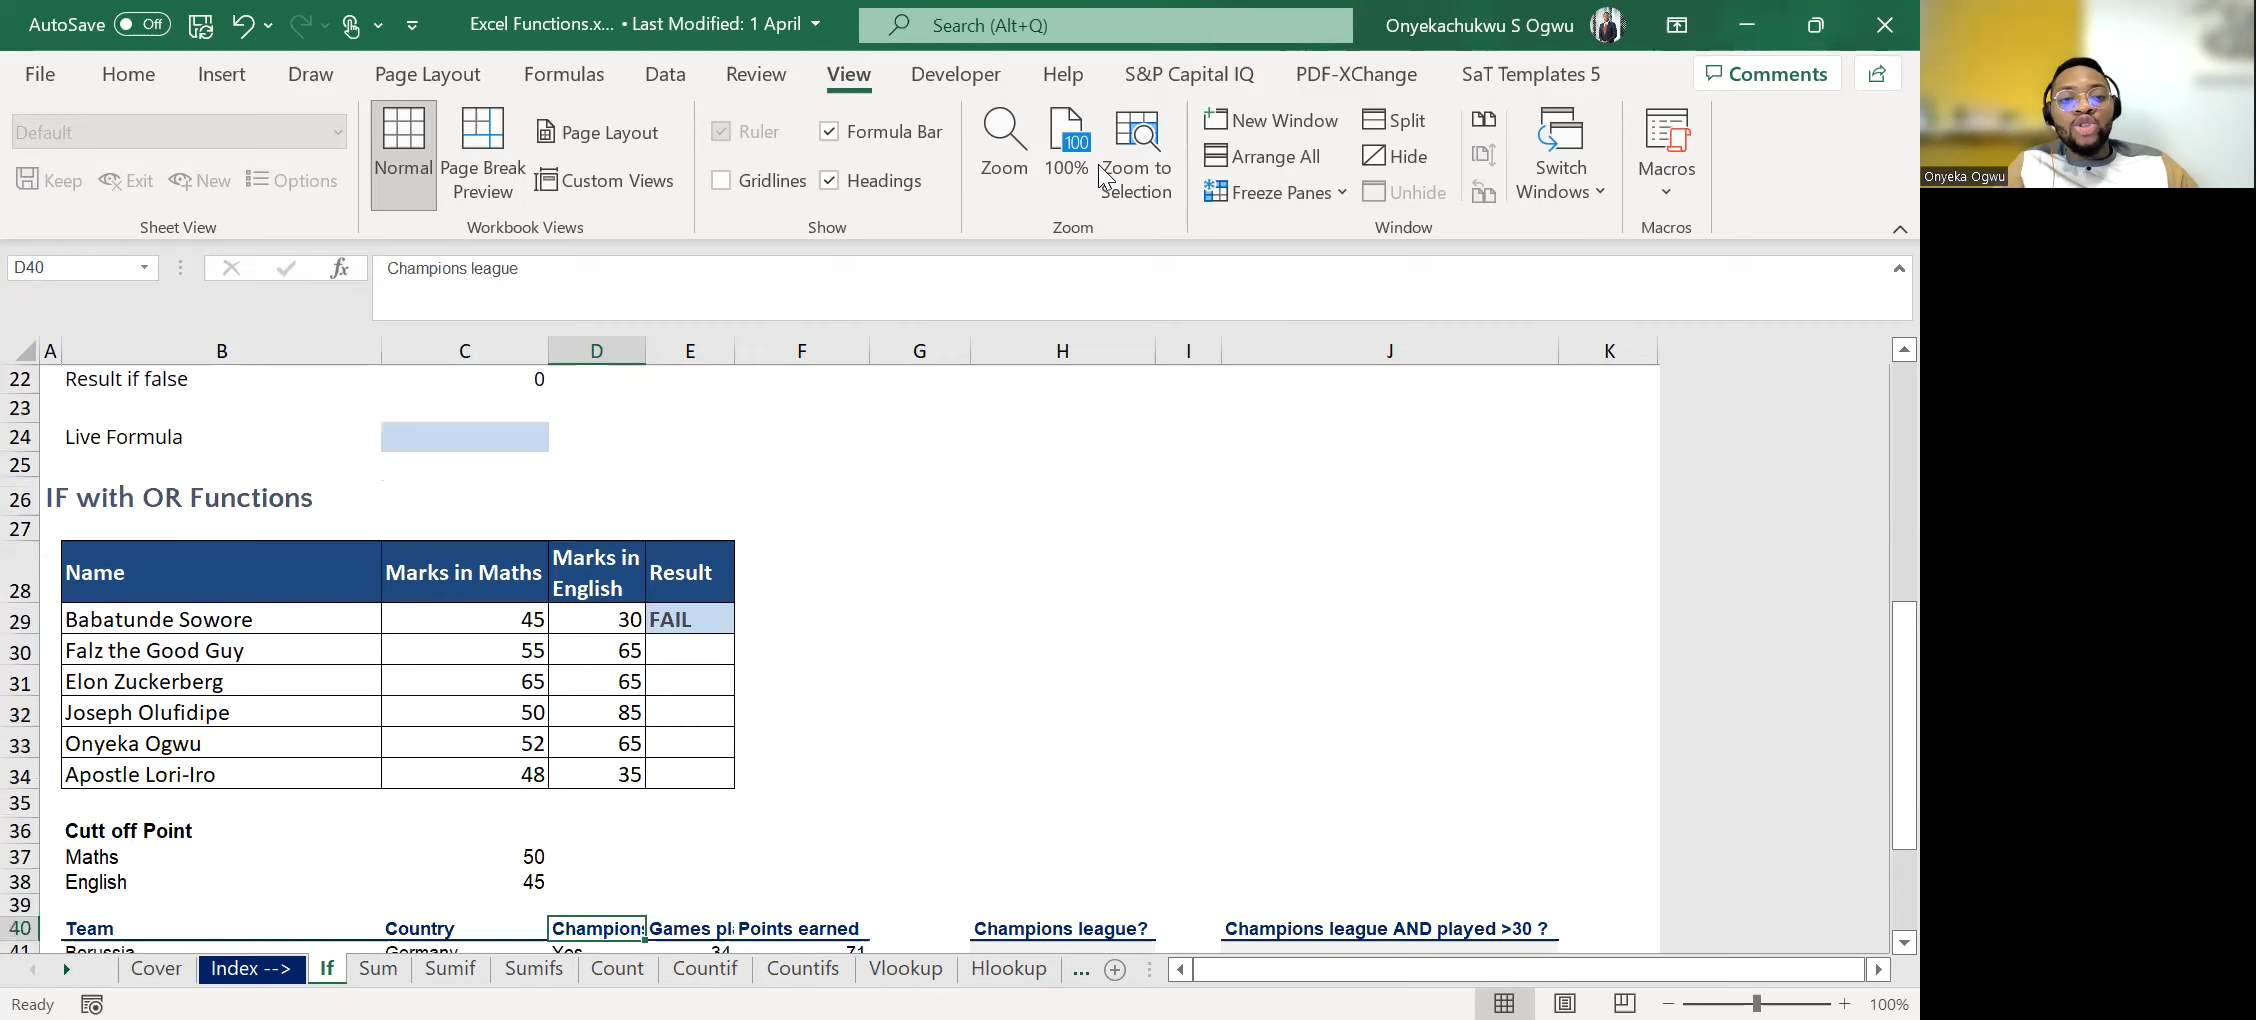 AutoSave Off Excel Functions.x... • Last Modified: 1 April Search (Alt+Q) Onyekachukwu S Ogwu
File Home Insert Draw Page Layout Formulas Data Review View Developer Help S&P Capital IQ PDF-XChange SaT Templates 5 Comments
Default
Keep Exit New Options
Sheet View
Normal
Page Break
Preview
Page Layout
Custom Views
Workbook Views
Ruler Formula Bar
Gridlines Headings
Show
Zoom
100
100%
Zoom to
Selection
Zoom
New Window
Arrange All
Freeze Panes
Split
Hide
Unhide
Switch
Windows
Window
Macros
Macros
Onyeka Ogwu
D40 fx Champions league
A B C D E F G H I J K
22 Result if false 0
23
24 Live Formula
25
26 IF with OR Functions
27
28 Name Marks in Maths Marks in English Result
29 Babatunde Sowore 45 30 FAIL
30 Falz the Good Guy 55 65
31 Elon Zuckerberg 65 65
32 Joseph Olufidipe 50 85
33 Onyeka Ogwu 52 65
34 Apostle Lori-Iro 48 35
35
36 Cutt off Point
37 Maths 50
38 English 45
39
40 Team Country Champions Games pl Points earned Champions league? Champions league AND played >30 ?
41 Borussia Germany Yes 34 71
Cover Index --> If Sum Sumif Sumifs Count Countif Countifs Vlookup Hlookup ...
Ready 100%